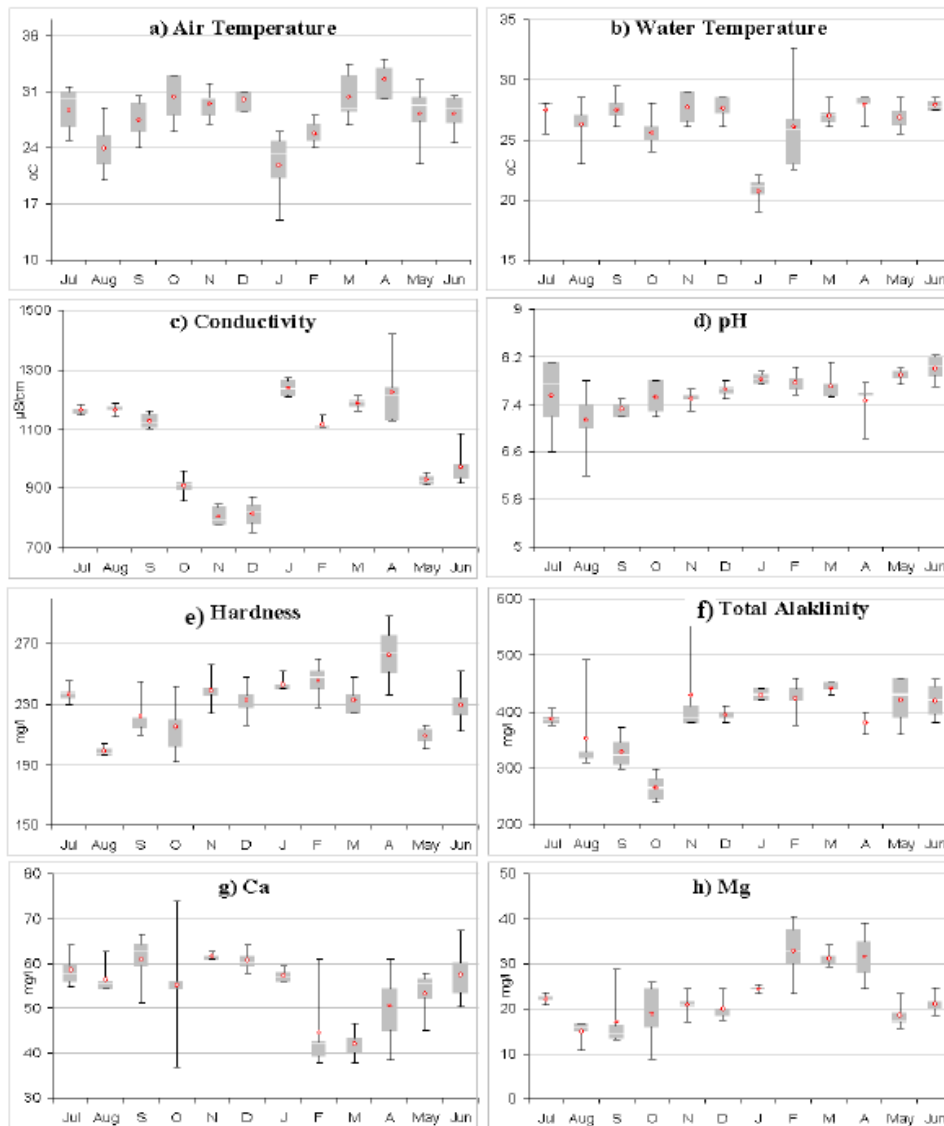 a) Air Temperature
38
31
24
17
10
ºC
Jul Aug S O N D J F M A May Jun
b) Water Temperature
35
30
25
20
15
ºC
Jul Aug S O N D J F M A May Jun
c) Conductivity
1500
1300
1100
900
700
µS/cm
Jul Aug S O N D J F M A May Jun
d) pH
9
8.2
7.4
6.6
5.8
5
Jul Aug S O N D J F M A May Jun
e) Hardness
270
230
190
150
mg/l
Jul Aug S O N D J F M A May Jun
f) Total Alaklinity
600
500
400
300
200
mg/l
Jul Aug S O N D J F M A May Jun
g) Ca
80
70
60
50
40
30
mg/l
Jul Aug S O N D J F M A May Jun
h) Mg
50
40
30
20
10
0
mg/l
Jul Aug S O N D J F M A May Jun